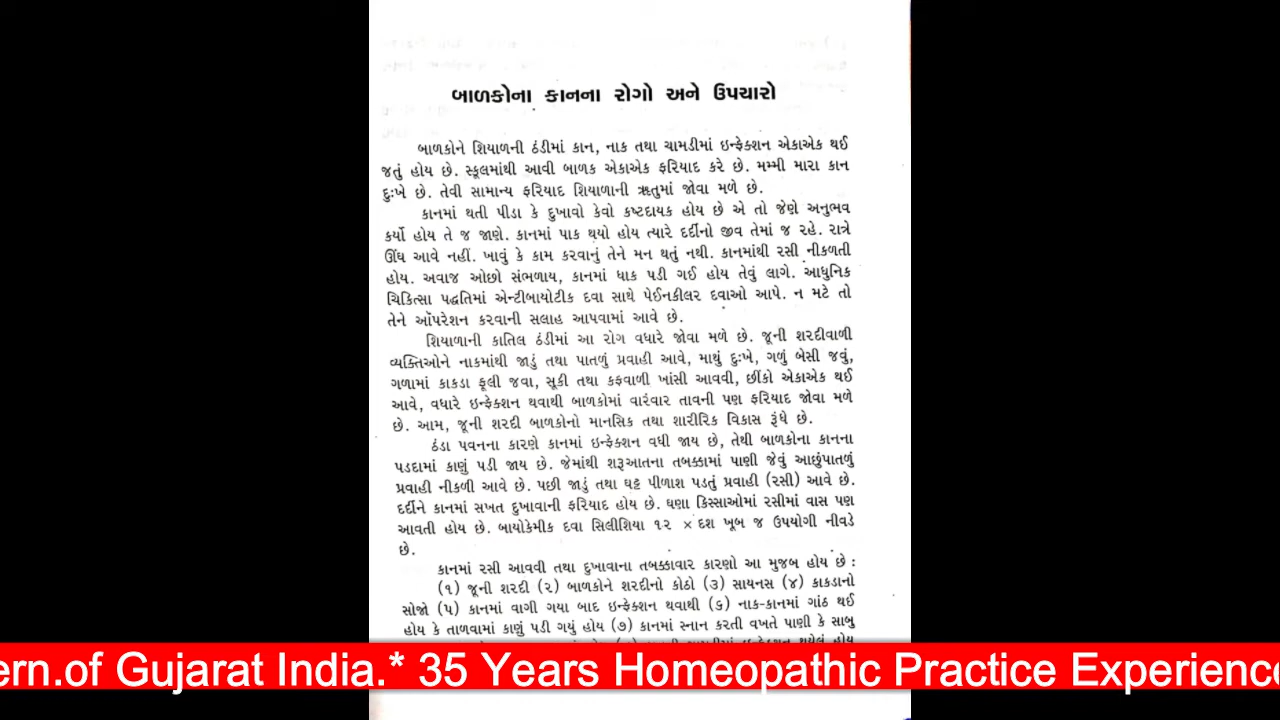 બાળકોના કાનના રોગો અને ઉપચારો
બાળકોને શિયાળની ઠંડીમાં કાન, નાક તથા ચામડીમાં ઇન્ફેક્શન એકાએક થઈ
જતું હોય છે. સ્કૂલમાંથી આવી બાળક એકાએક ફરિયાદ કરે છે. મમ્મી મારા કાન
દુઃખે છે. તેવી સામાન્ય ફરિયાદ શિયાળાની ઋતુમાં જોવા મળે છે.
કાનમાં થતી પીડા કે દુખાવો કેવો કષ્ટદાયક હોય છે એ તો જેણે અનુભવ
કર્યો હોય તે જ જાણે. કાનમાં પાક થયો હોય ત્યારે દર્દીનો જીવ તેમાં જ રહે. રાત્રે
ઊંઘ આવે નહીં. ખાવું કે કામ કરવાનું તેને મન થતું નથી. કાનમાંથી રસી નીકળતી
હોય. અવાજ ઓછો સંભળાય, કાનમાં ધાક પડી ગઈ હોય તેવું લાગે. આધુનિક
ચિકિત્સા પદ્ધતિમાં એન્ટીબાયોટીક દવા સાથે પેઈનકીલર દવાઓ આપે. ન મટે તો
તેને ઑપરેશન કરવાની સલાહ આપવામાં આવે છે.
શિયાળાની કાતિલ ઠંડીમાં આ રોગ વધારે જોવા મળે છે. જૂની શરદીવાળી
વ્યક્તિઓને નાકમાંથી જાડું તથા પાતળું પ્રવાહી આવે, માથું દુઃખે, ગળું બેસી જવું,
ગળામાં કાકડા ફૂલી જવા, સૂકી તથા કફવાળી ખાંસી આવવી, છીંકો એકાએક થઈ
આવે, વધારે ઇન્ફેક્શન થવાથી બાળકોમાં વારંવાર તાવની પણ ફરિયાદ જોવા મળે
છે. આમ, જૂની શરદી બાળકોનો માનસિક તથા શારીરિક વિકાસ રૂંધે છે.
ઠંડા પવનના કારણે કાનમાં ઇન્ફેક્શન વધી જાય છે, તેથી બાળકોના કાનના
પડદામાં કાણું પડી જાય છે. જેમાંથી શરૂઆતના તબક્કામાં પાણી જેવું આછુંપાતળું
પ્રવાહી નીકળી આવે છે. પછી જાડું તથા ઘટ્ટ પીળાશ પડતું પ્રવાહી (રસી) આવે છે.
દર્દીને કાનમાં સખત દુખાવાની ફરિયાદ હોય છે. ઘણા કિસ્સાઓમાં રસીમાં વાસ પણ
આવતી હોય છે. બાયોકેમીક દવા સિલીશિયા ૧૨ × દશ ખૂબ જ ઉપયોગી નીવડે
છે.
કાનમાં રસી આવવી તથા દુખાવાના તબક્કાવાર કારણો આ મુજબ હોય છે :
(૧) જૂની શરદી (૨) બાળકોને શરદીનો કોઠો (૩) સાયનસ (૪) કાકડાનો
સોજો (૫) કાનમાં વાગી ગયા બાદ ઇન્ફેક્શન થવાથી (૬) નાક-કાનમાં ગાંઠ થઈ
હોય કે તાળવામાં કાણું પડી ગયું હોય (૭) કાનમાં સ્નાન કરતી વખતે પાણી કે સાબુ
ern.of Gujarat India.* 35 Years Homeopathic Practice Experience